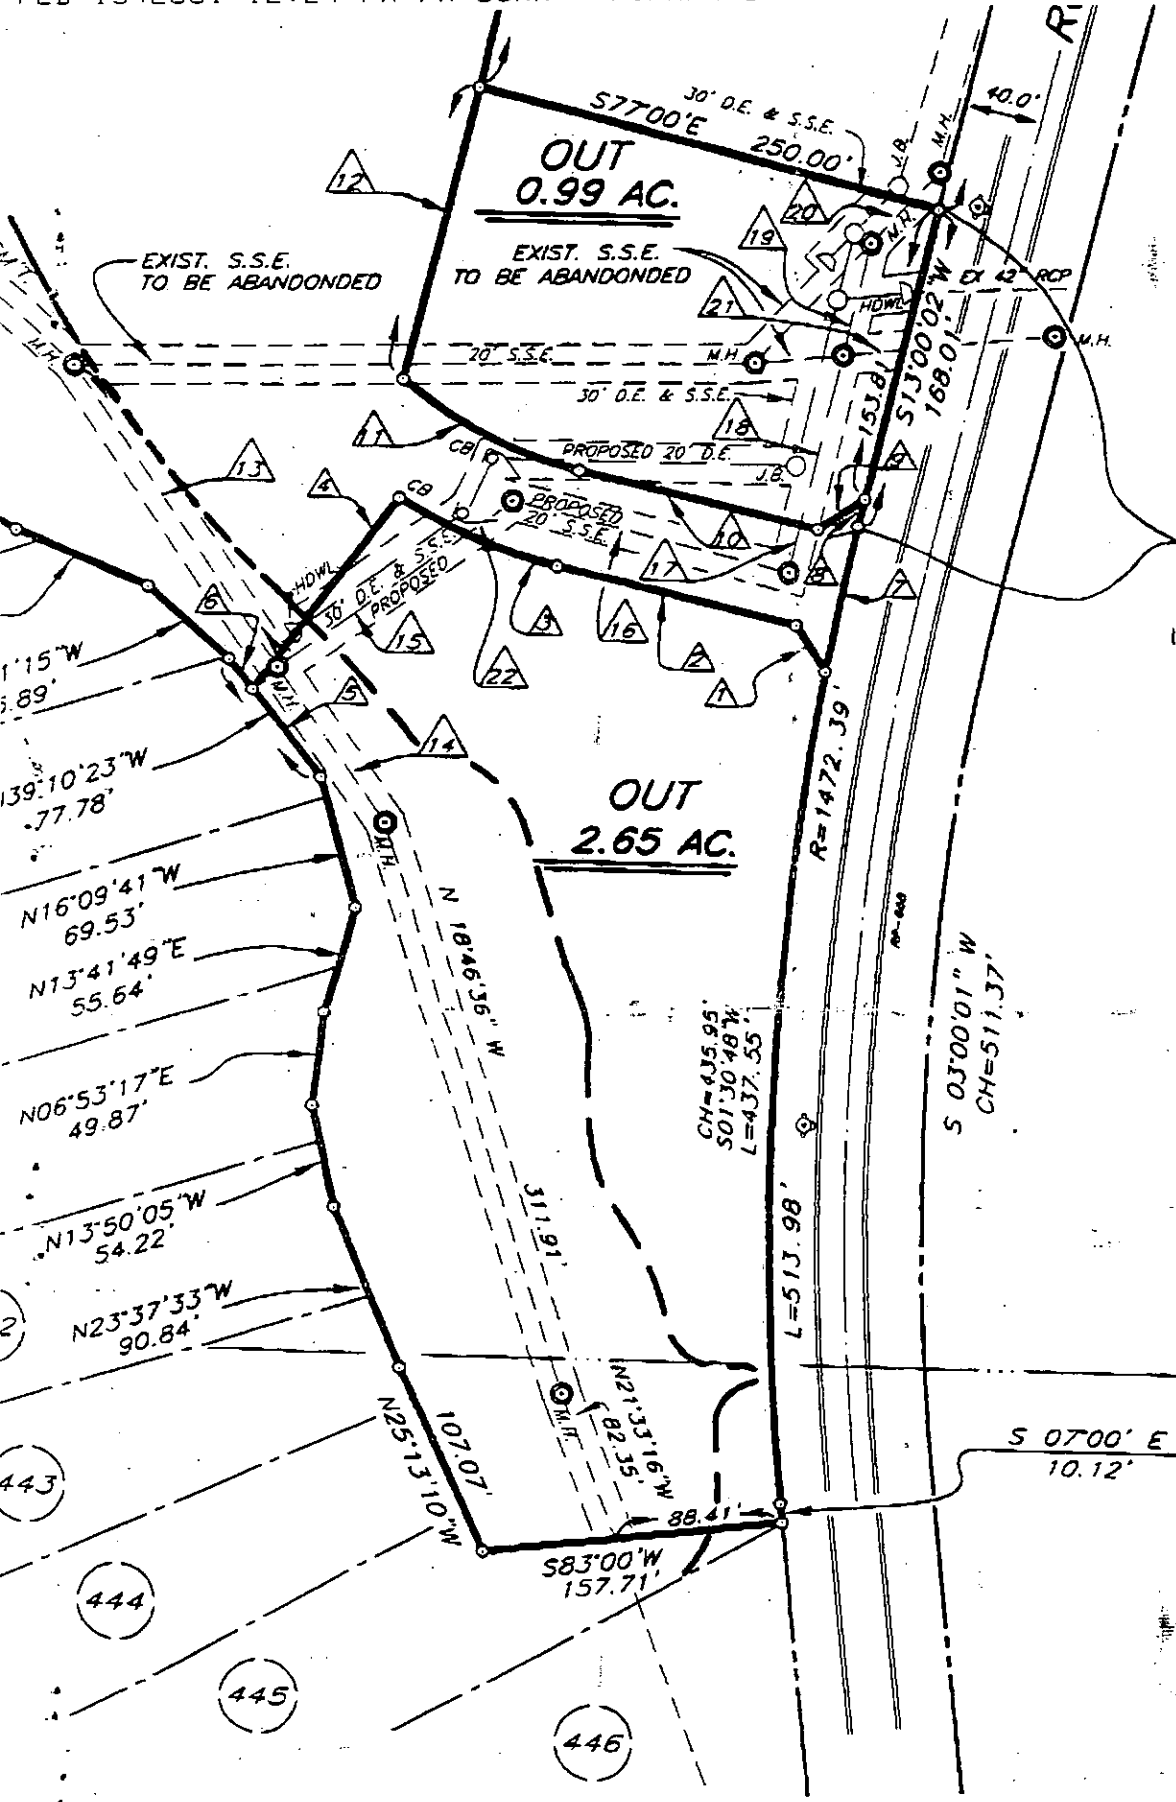 S77°00'E
250.00'
30' D.E. & S.S.E.
40.0'
J.B.
M.H.
OUT
0.99 AC.
12
20
19
M.H.
EXIST. S.S.E.
TO BE ABANDONDED
EXIST. S.S.E.
TO BE ABANDONDED
21
HDWL
EX 42" RCP
S13°00'02"W
168.01'
153.81'
M.H.
20' S.S.E.
M.H.
M.H.
30' D.E. & S.S.E.
18
11
CB
PROPOSED 20' D.E.
J.B.
9
13
4
CB
PROPOSED
20' S.S.E.
10
17
8
7
HDWL
30' D.E. & S.S.E.
PROPOSED
6
15
3
16
2
22
1
1'15"W
.89'
M.H.
5
14
39°10'23"W
77.78'
OUT
2.65 AC.
R=1472.39'
M.H.
N16°09'41"W
69.53'
N 18°46'36" W
311.91'
N13°41'49"E
55.64'
S 03°00'01" W
CH=511.37'
CH=435.95'
S01°30'48"W
L=437.55'
N06°53'17"E
49.87'
N13°50'05"W
54.22'
L=513.98'
N23°37'33"W
90.84'
2
M.H.
N21°33'16"W
82.35'
N25°13'10"W
107.07'
S 07°00' E
10.12'
443
88.41'
S83°00'W
157.71'
444
445
446